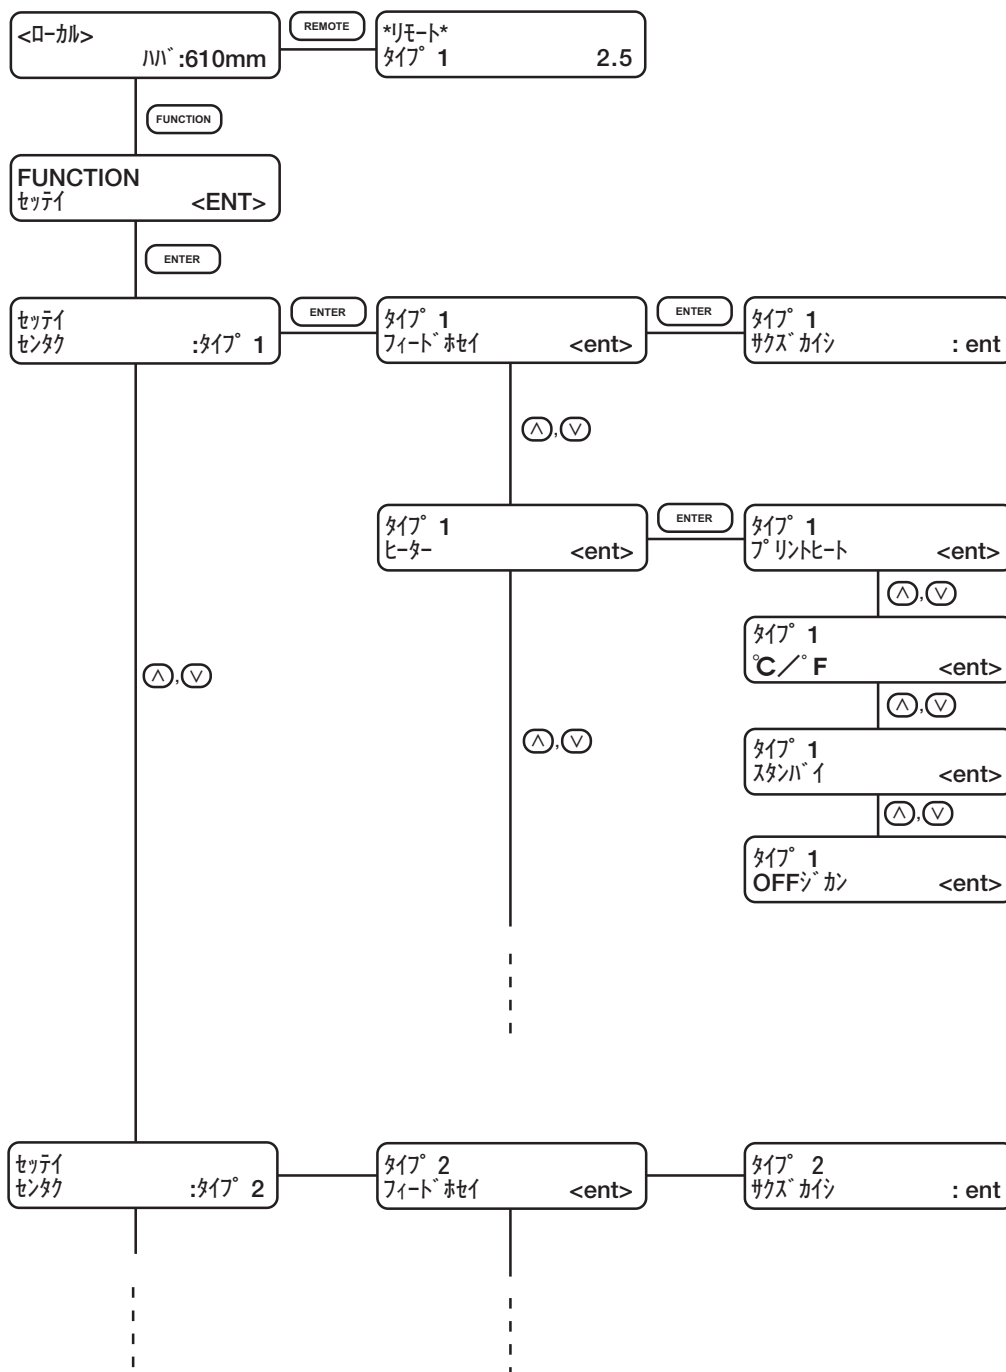 <ﾛｰｶﾙ>
ﾊﾊﾞ:610mm
REMOTE
*ﾘﾓｰﾄ*
ﾀｲﾌﾟ 1 2.5
FUNCTION
FUNCTION
ｾｯﾃｲ <ENT>
ENTER
ｾｯﾃｲ
ｾﾝﾀｸ :ﾀｲﾌﾟ 1
ENTER
ﾀｲﾌﾟ 1
ﾌｨｰﾄﾞﾎｾｲ <ent>
ENTER
ﾀｲﾌﾟ 1
ｻｸｽﾞｶｲｼ : ent
∧,∨
ﾀｲﾌﾟ 1
ﾋｰﾀｰ <ent>
ENTER
ﾀｲﾌﾟ 1
ﾌﾟﾘﾝﾄﾋｰﾄ <ent>
∧,∨
ﾀｲﾌﾟ 1
℃／ﾟF <ent>
∧,∨
∧,∨
ﾀｲﾌﾟ 1
ｽﾀﾝﾊﾞｲ <ent>
∧,∨
∧,∨
ﾀｲﾌﾟ 1
OFFｼﾞｶﾝ <ent>
ｾｯﾃｲ
ｾﾝﾀｸ :ﾀｲﾌﾟ 2
ﾀｲﾌﾟ 2
ﾌｨｰﾄﾞﾎｾｲ <ent>
ﾀｲﾌﾟ 2
ｻｸｽﾞｶｲｼ : ent